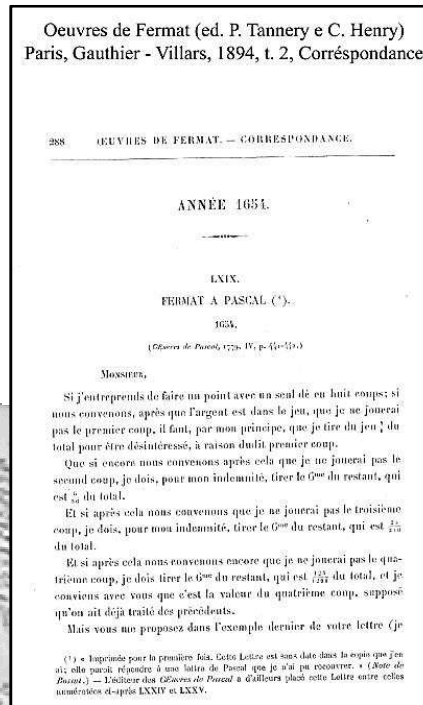 Oeuvres de Fermat (ed. P. Tannery e C. Henry)
Paris, Gauthier - Villars, 1894, t. 2, Corréspondance
288 ŒUVRES DE FERMAT. — CORRESPONDANCE.
ANNÉE 1654.
LXIX.
FERMAT A PASCAL (¹).
1654.
(Œuvres de Pascal, 1779, IV, p.
MONSIEUR,
Si j'entreprends de faire un point avec un seul dé en huit coups; si
nous convenons, après que l'argent est dans le jeu, que je ne jouerai
pas le premier coup, il faut, par mon principe, que je tire du jeu du
total pour être désintéressé, à raison dudit premier coup.
Que si encore nous convenons après cela que je ne jouerai pas le
second coup, je dois, pour mon indemnité, tirer le 6me du restant, qui
est du total.
Et si après cela nous convenons que je ne jouerai pas le troisième
coup, je dois, pour mon indemnité, tirer le 6me du restant, qui est
du total.
Et si après cela nous convenons encore que je ne jouerai pas le qua-
trième coup, je dois tirer le 6me du restant, qui est du total, et je
conviens avec vous que c'est la valeur du quatrième coup, supposé
qu'on ait déjà traité des précédents.
Mais vous me proposez dans l'exemple dernier de votre lettre (je
(¹) « Imprimée pour la première fois. Cette Lettre est sans date dans la copie que j'en
ai; elle paroît répondre à une lettre de Pascal que je n'ai pu recouvrer. » (Note de
Bossut.) — L'éditeur des Œuvres de Pascal a d'ailleurs placé cette Lettre entre celles
numérotées ci-après LXXIV et LXXV.